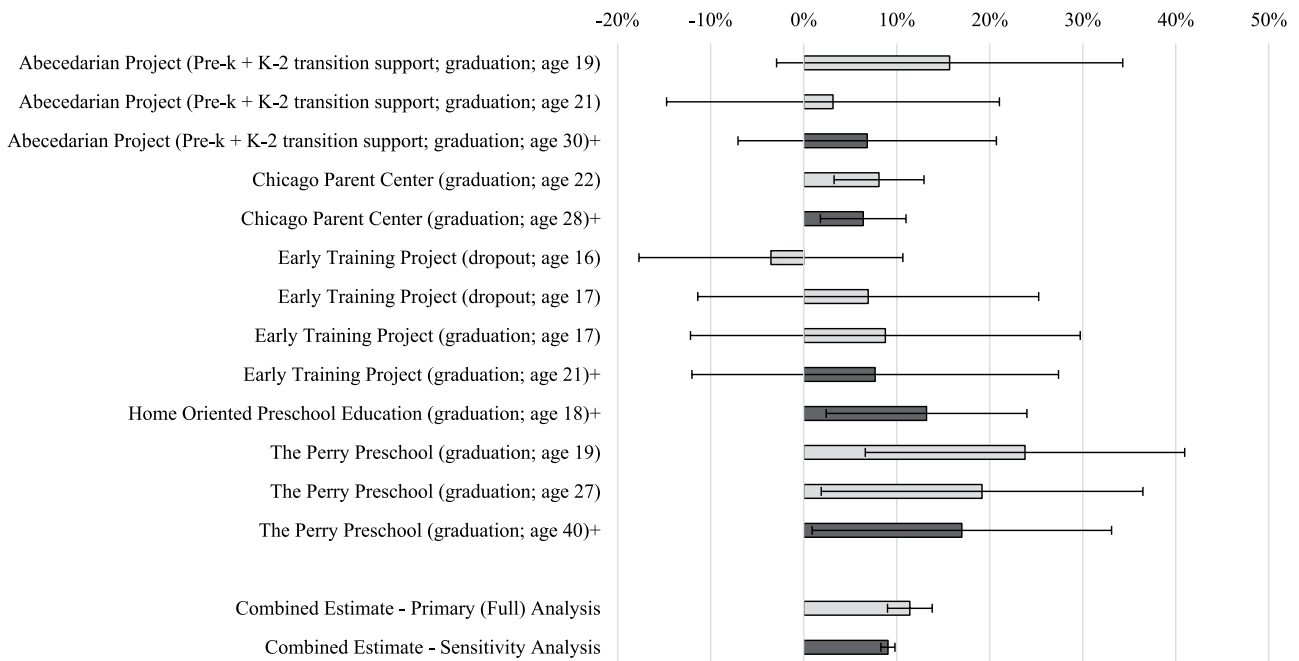 -20% -10% 0% 10% 20% 30% 40% 50%
Abecedarian Project (Pre-k + K-2 transition support; graduation; age 19)
Abecedarian Project (Pre-k + K-2 transition support; graduation; age 21)
Abecedarian Project (Pre-k + K-2 transition support; graduation; age 30)+
Chicago Parent Center (graduation; age 22)
Chicago Parent Center (graduation; age 28)+
Early Training Project (dropout; age 16)
Early Training Project (dropout; age 17)
Early Training Project (graduation; age 17)
Early Training Project (graduation; age 21)+
Home Oriented Preschool Education (graduation; age 18)+
The Perry Preschool (graduation; age 19)
The Perry Preschool (graduation; age 27)
The Perry Preschool (graduation; age 40)+
Combined Estimate - Primary (Full) Analysis
Combined Estimate - Sensitivity Analysis